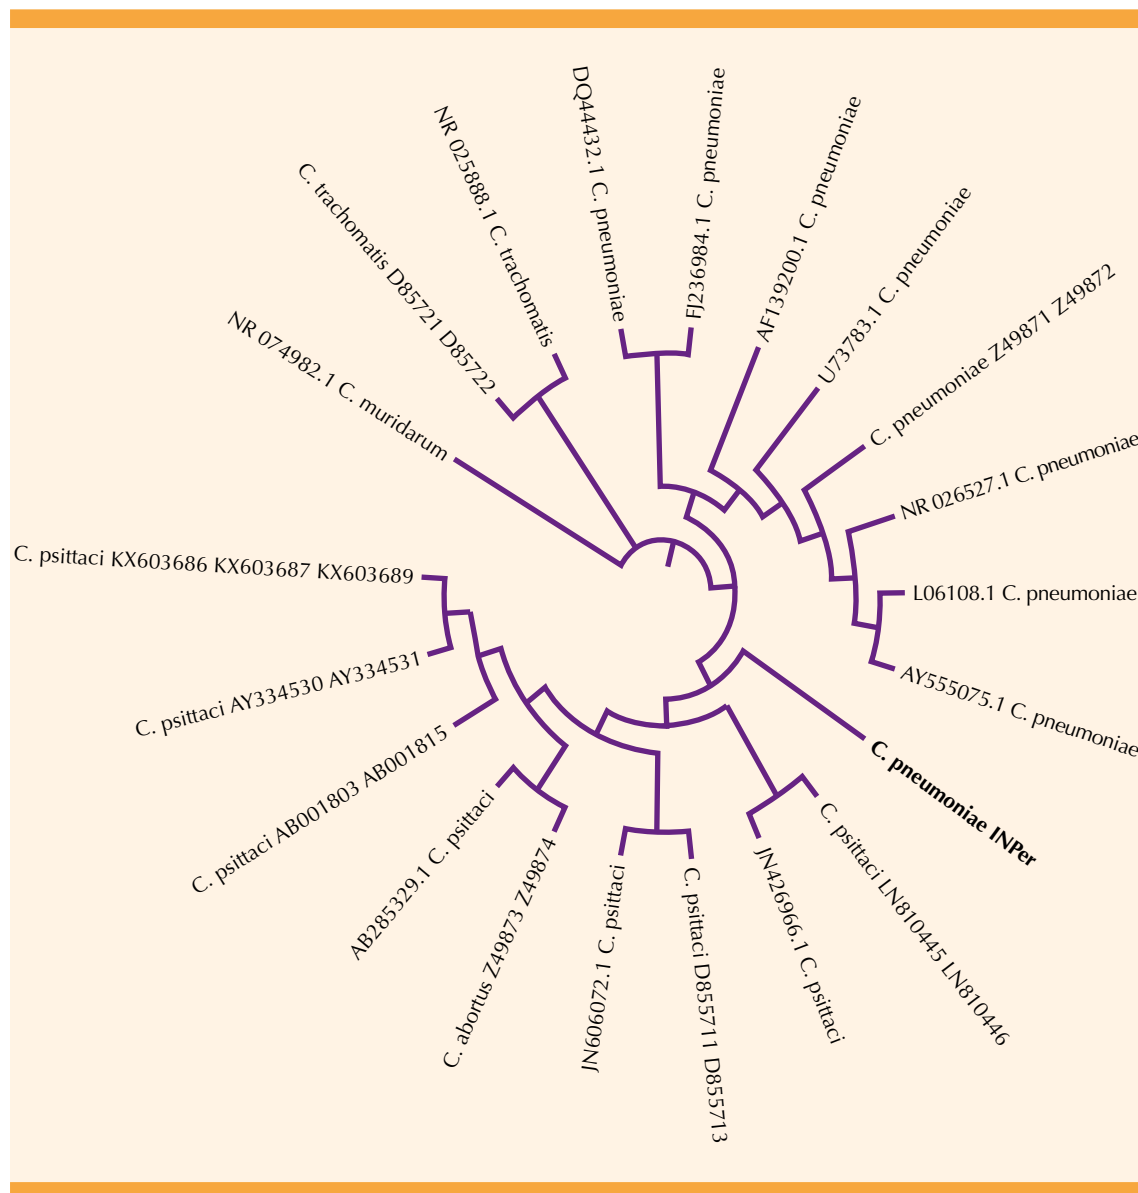 DQ44432.1 C. pneumoniae
FJ236984.1 C. pneumoniae
AF139200.1 C. pneumoniae
U73783.1 C. pneumoniae
C. pneumoniae Z49871 Z49872
NR 026527.1 C. pneumoniae
L06108.1 C. pneumoniae
AY555075.1 C. pneumoniae
C. pneumoniae INPer
C. psittaci LN810445 LN810446
JN426966.1 C. psittaci
C. psittaci D855711 D855713
JN606072.1 C. psittaci
C. abortus Z49873 Z49874
AB285329.1 C. psittaci
C. psittaci AB001803 AB001815
C. psittaci AY334530 AY334531
C. psittaci KX603686 KX603687 KX603689
NR 074982.1 C. muridarum
C. trachomatis D85721 D85722
NR 025888.1 C. trachomatis